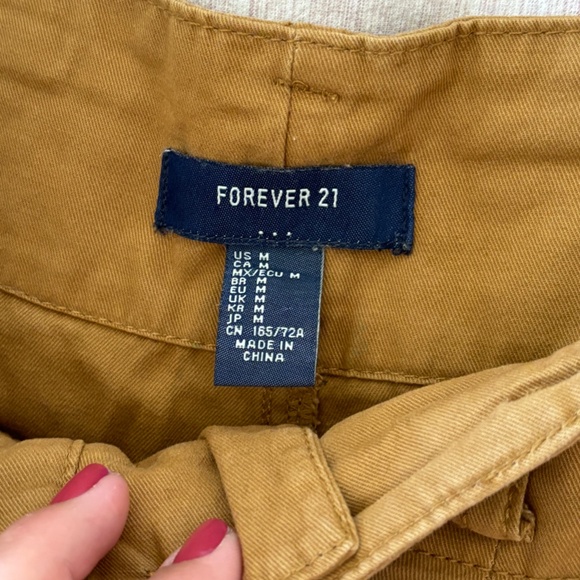 FOREVER 21
...
US M
CA M
MX/ECU M
BR M
EU M
UK M
KR M
JP M
CN 165/72A
MADE IN
CHINA